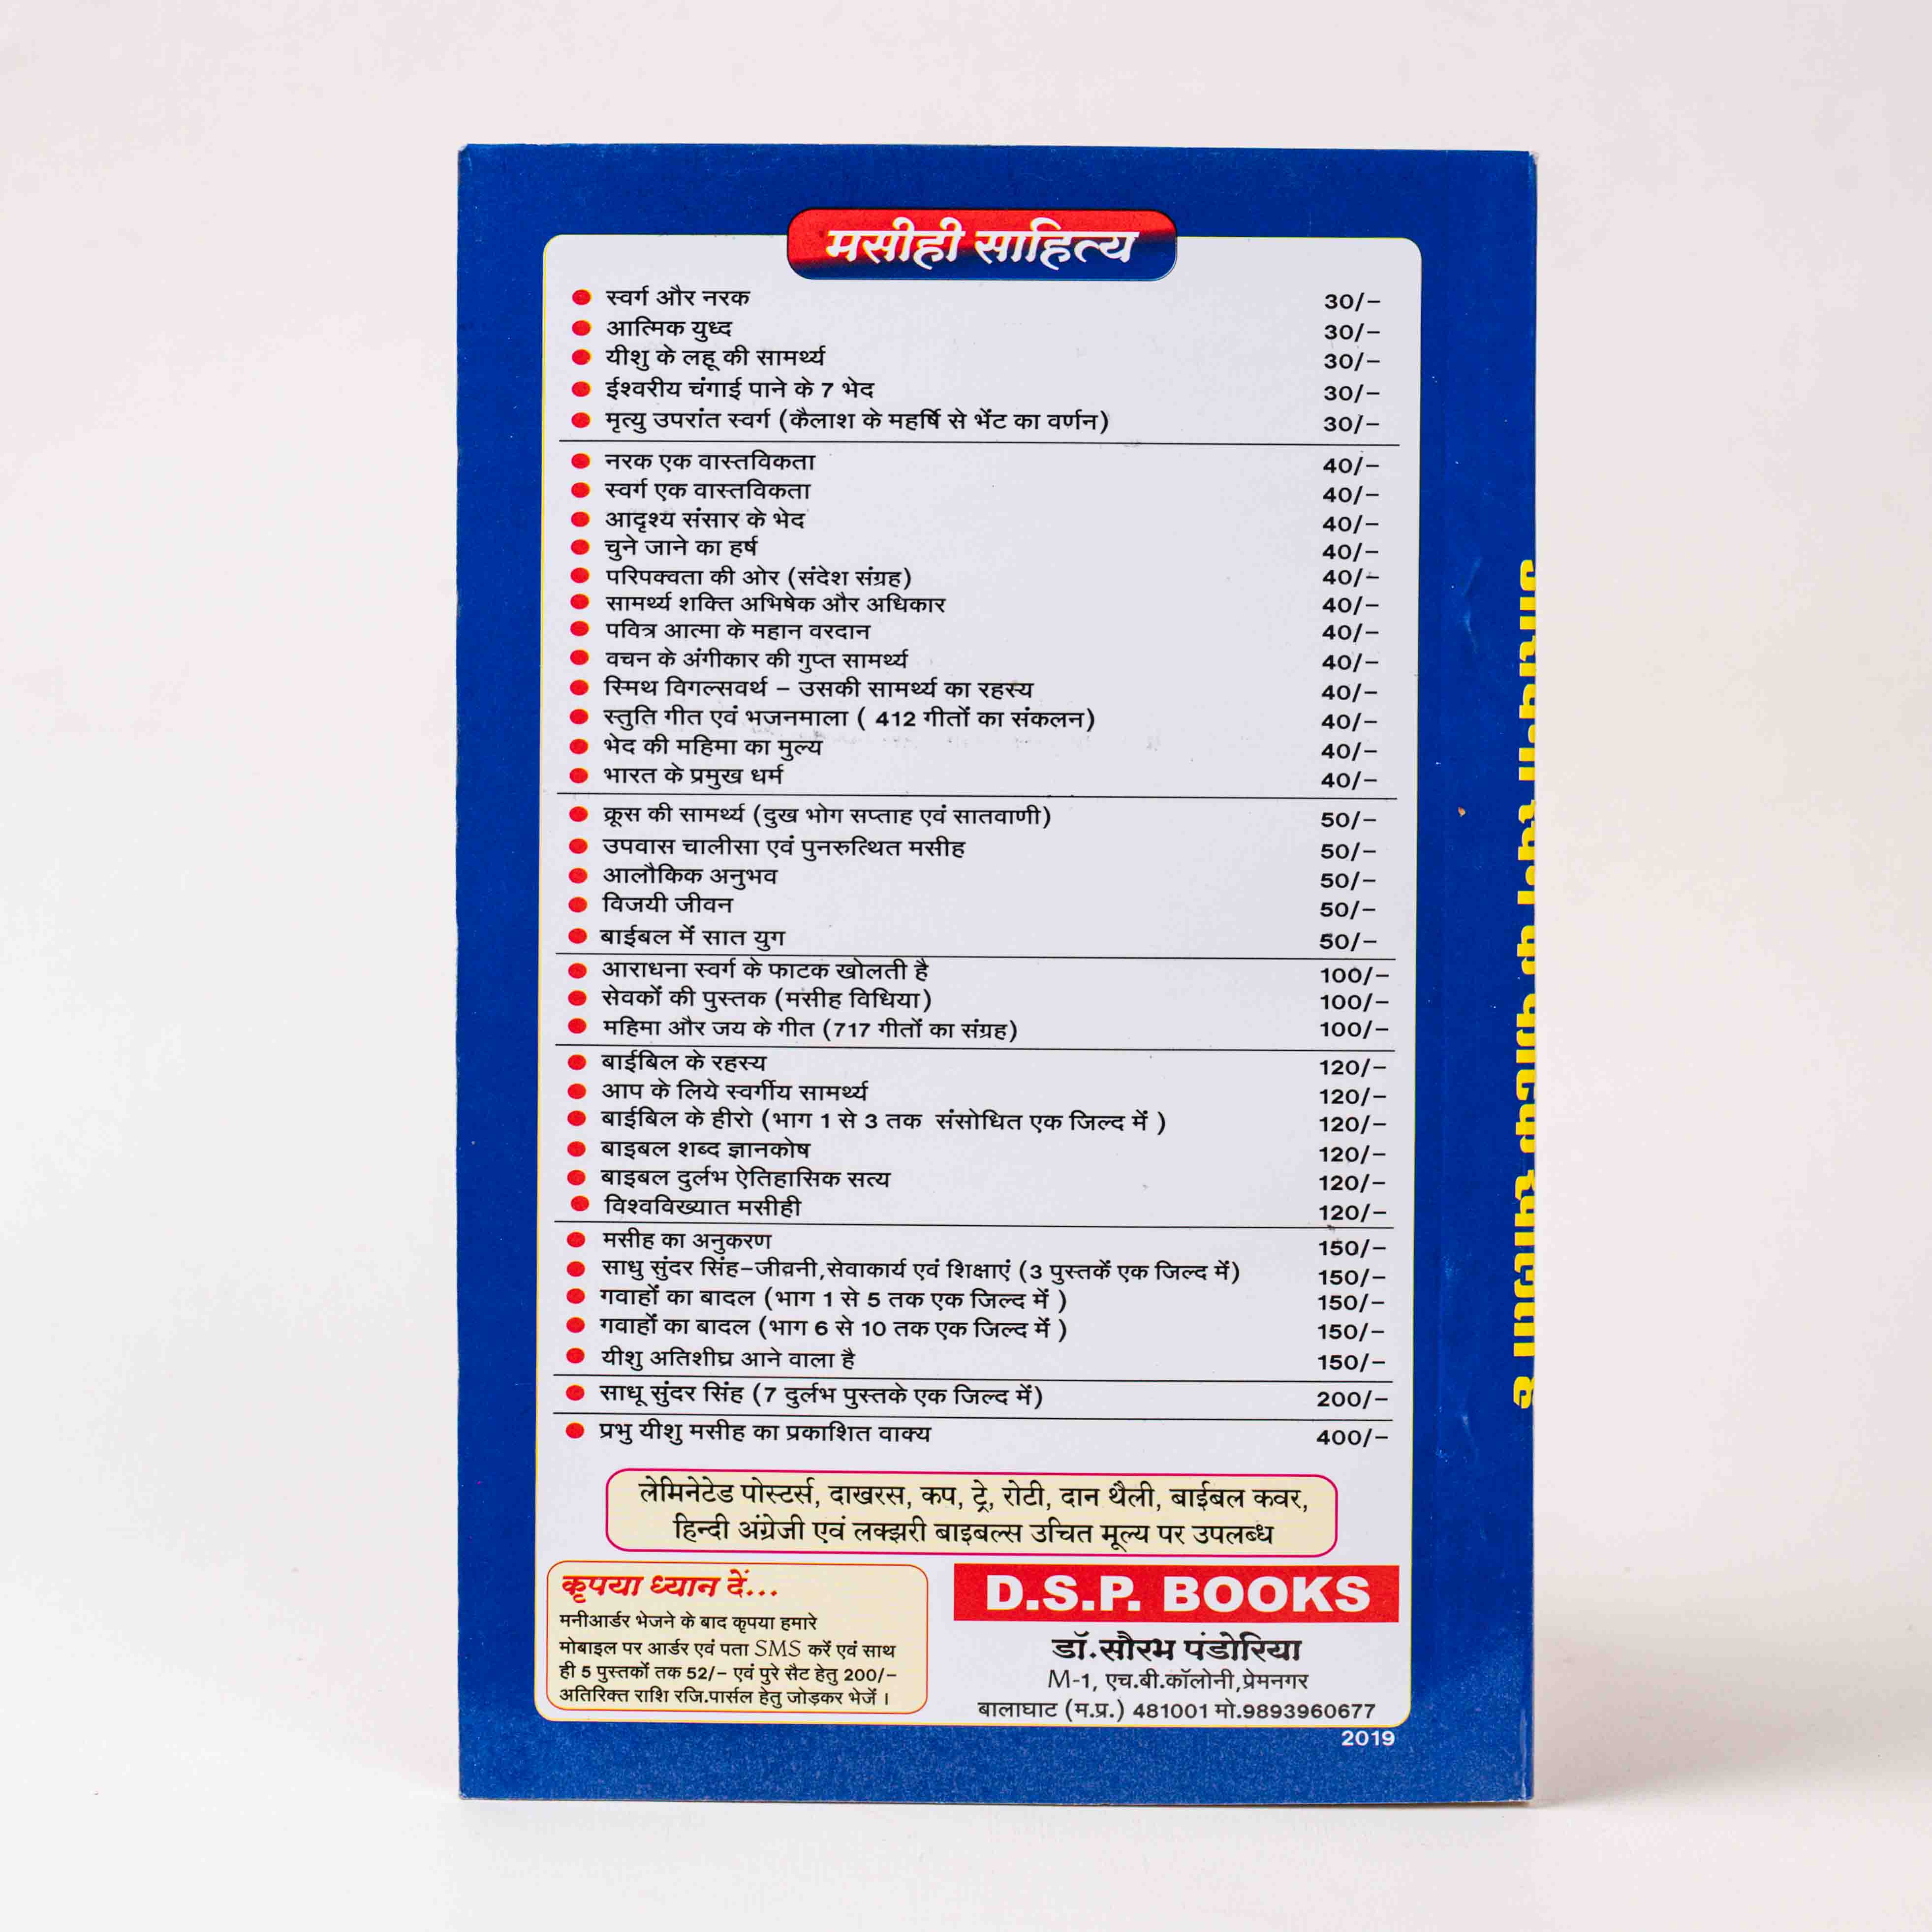 मसीही साहित्य
स्वर्ग और नरक 30/-
आत्मिक युध्द 30/-
यीशु के लहू की सामर्थ्य 30/-
ईश्वरीय चंगाई पाने के 7 भेद 30/-
मृत्यु उपरांत स्वर्ग (कैलाश के महर्षि से भेंट का वर्णन) 30/-
नरक एक वास्तविकता 40/-
स्वर्ग एक वास्तविकता 40/-
आदृश्य संसार के भेद 40/-
चुने जाने का हर्ष 40/-
परिपक्वता की ओर (संदेश संग्रह) 40/-
सामर्थ्य शक्ति अभिषेक और अधिकार 40/-
पवित्र आत्मा के महान वरदान 40/-
वचन के अंगीकार की गुप्त सामर्थ्य 40/-
स्मिथ विगल्सवर्थ - उसकी सामर्थ्य का रहस्य 40/-
स्तुति गीत एवं भजनमाला ( 412 गीतों का संकलन) 40/-
भेद की महिमा का मुल्य 40/-
भारत के प्रमुख धर्म 40/-
क्रूस की सामर्थ्य (दुख भोग सप्ताह एवं सातवाणी) 50/-
उपवास चालीसा एवं पुनरुत्थित मसीह 50/-
आलौकिक अनुभव 50/-
विजयी जीवन 50/-
बाईबल में सात युग 50/-
आराधना स्वर्ग के फाटक खोलती है 100/-
सेवकों की पुस्तक (मसीह विधिया) 100/-
महिमा और जय के गीत (717 गीतों का संग्रह) 100/-
बाईबिल के रहस्य 120/-
आप के लिये स्वर्गीय सामर्थ्य 120/-
बाईबिल के हीरो (भाग 1 से 3 तक संसोधित एक जिल्द में ) 120/-
बाइबल शब्द ज्ञानकोष 120/-
बाइबल दुर्लभ ऐतिहासिक सत्य 120/-
विश्वविख्यात मसीही 120/-
मसीह का अनुकरण 150/-
साधु सुंदर सिंह-जीवनी,सेवाकार्य एवं शिक्षाएं (3 पुस्तकें एक जिल्द में) 150/-
गवाहों का बादल (भाग 1 से 5 तक एक जिल्द में ) 150/-
गवाहों का बादल (भाग 6 से 10 तक एक जिल्द में ) 150/-
यीशु अतिशीघ्र आने वाला है 150/-
साधू सुंदर सिंह (7 दुर्लभ पुस्तके एक जिल्द में) 200/-
प्रभु यीशु मसीह का प्रकाशित वाक्य 400/-
लेमिनेटेड पोस्टर्स, दाखरस, कप, ट्रे, रोटी, दान थैली, बाईबल कवर,
हिन्दी अंग्रेजी एवं लक्झरी बाइबल्स उचित मूल्य पर उपलब्ध
कृपया ध्यान दें...
मनीआर्डर भेजने के बाद कृपया हमारे
मोबाइल पर आर्डर एवं पता SMS करें एवं साथ
ही 5 पुस्तकों तक 52/- एवं पुरे सैट हेतु 200/-
अतिरिक्त राशि रजि.पार्सल हेतु जोड़कर भेजें ।
D.S.P. BOOKS
डॉ.सौरभ पंडोरिया
M-1, एच.बी.कॉलोनी,प्रेमनगर
बालाघाट (म.प्र.) 481001 मो.9893960677
2019